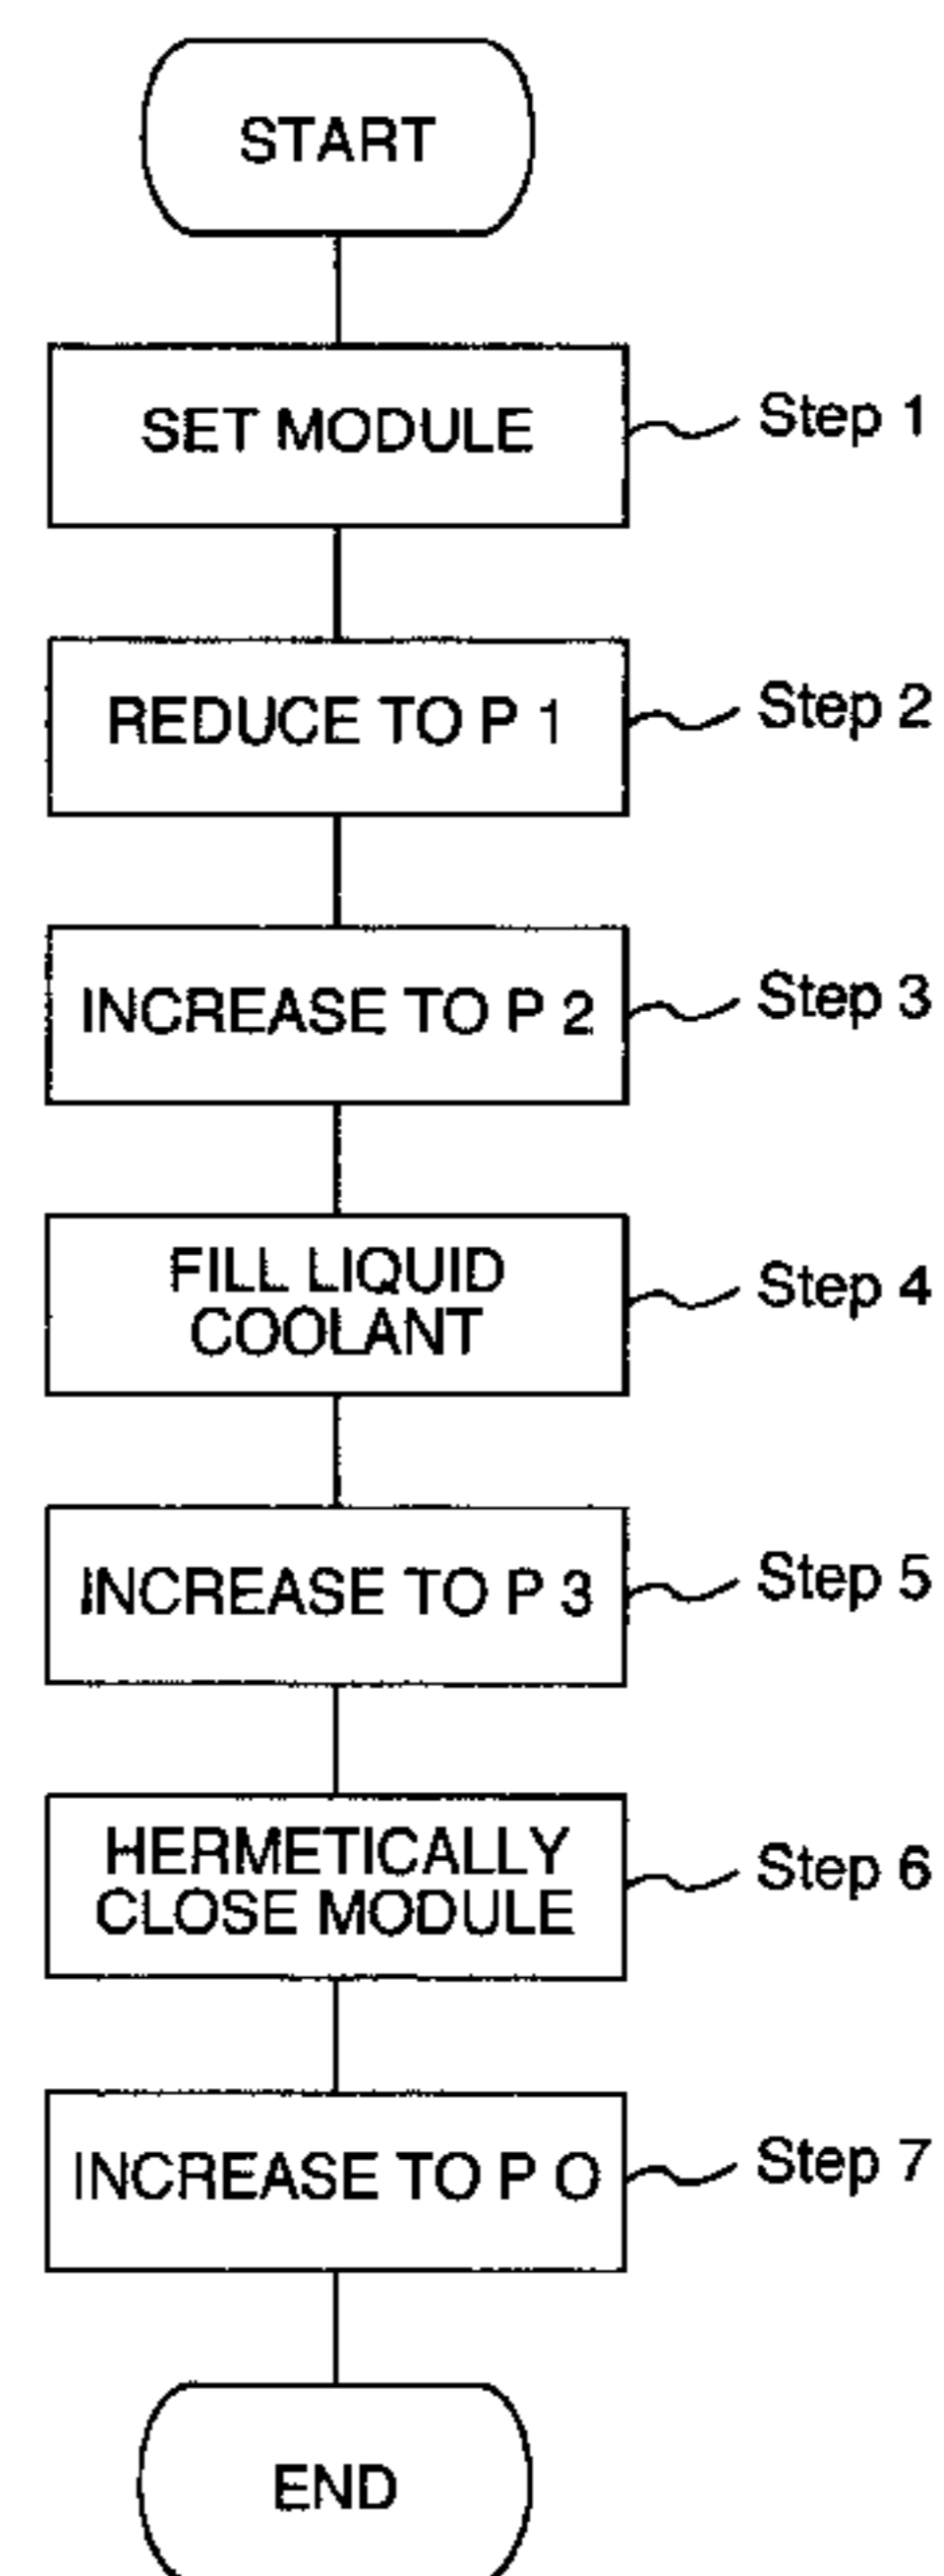 START
SET MODULE
Step 1
REDUCE TO P 1
Step 2
INCREASE TO P 2
Step 3
FILL LIQUID
COOLANT
Step 4
INCREASE TO P 3
Step 5
HERMETICALLY
CLOSE MODULE
Step 6
INCREASE TO P O
Step 7
END